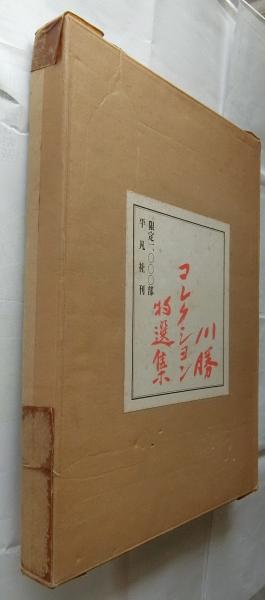 川勝
コレクション
特選集
限定一、〇〇〇部
平凡社刊